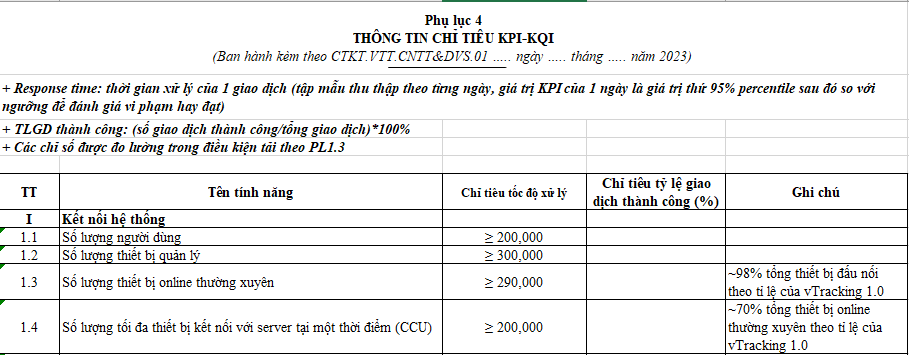 Phụ lục 4
THÔNG TIN CHỈ TIÊU KPI-KQI
(Ban hành kèm theo CTKT.VTT.CNTT&DVS.01 ..... ngày ..... tháng ..... năm 2023)
+ Response time: thời gian xử lý của 1 giao dịch (tập mẫu thu thập theo từng ngày, giá trị KPI của 1 ngày là giá trị thứ 95% percentile sau đó so với
ngưỡng để đánh giá vi phạm hay đạt)
+ TLGD thành công: (số giao dịch thành công/tổng giao dịch)*100%
+ Các chỉ số được đo lường trong điều kiện tải theo PL1.3
TT Tên tính năng Chỉ tiêu tốc độ xử lý Chỉ tiêu tỷ lệ giao
dịch thành công (%) Ghi chú
I Kết nối hệ thống
1.1 Số lượng người dùng ≥ 200,000
1.2 Số lượng thiết bị quản lý ≥ 300,000
1.3 Số lượng thiết bị online thường xuyên ≥ 290,000 ~98% tổng thiết bị đấu nối
theo tỉ lệ của vTracking 1.0
1.4 Số lượng tối đa thiết bị kết nối với server tại một thời điểm (CCU) ≥ 200,000 ~70% tổng thiết bị online
thường xuyên theo tỉ lệ của
vTracking 1.0